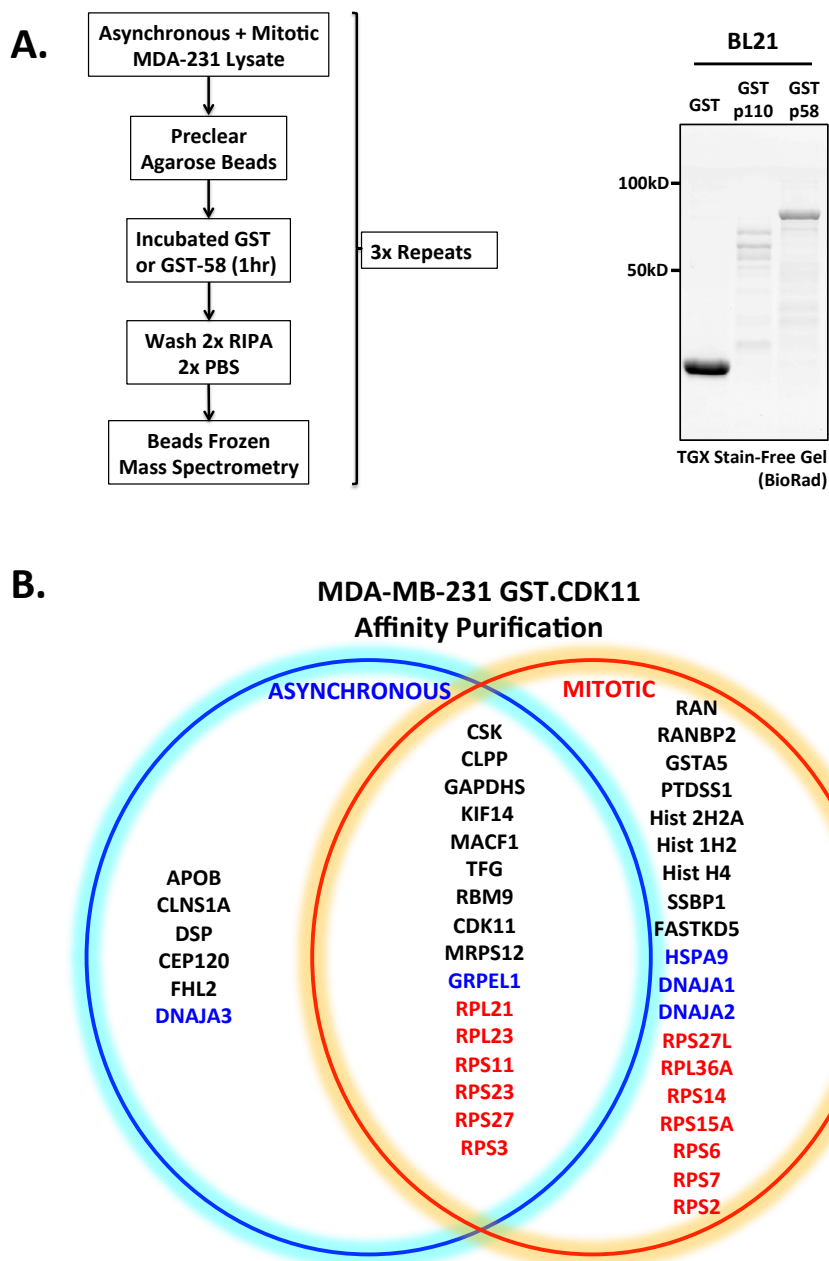 A.
Asynchronous + Mitotic
MDA-231 Lysate
Preclear
Agarose Beads
Incubated GST
or GST-58 (1hr)
Wash 2x RIPA
2x PBS
Beads Frozen
Mass Spectrometry
3x Repeats
BL21
GST
GST
p110
GST
p58
100kD
50kD
TGX Stain-Free Gel
(BioRad)
B.
MDA-MB-231 GST.CDK11
Affinity Purification
ASYNCHRONOUS
APOB
CLNS1A
DSP
CEP120
FHL2
DNAJA3
CSK
CLPP
GAPDHS
KIF14
MACF1
TFG
RBM9
CDK11
MRPS12
GRPEL1
RPL21
RPL23
RPS11
RPS23
RPS27
RPS3
MITOTIC
RAN
RANBP2
GSTA5
PTDSS1
Hist 2H2A
Hist 1H2
Hist H4
SSBP1
FASTKD5
HSPA9
DNAJA1
DNAJA2
RPS27L
RPL36A
RPS14
RPS15A
RPS6
RPS7
RPS2